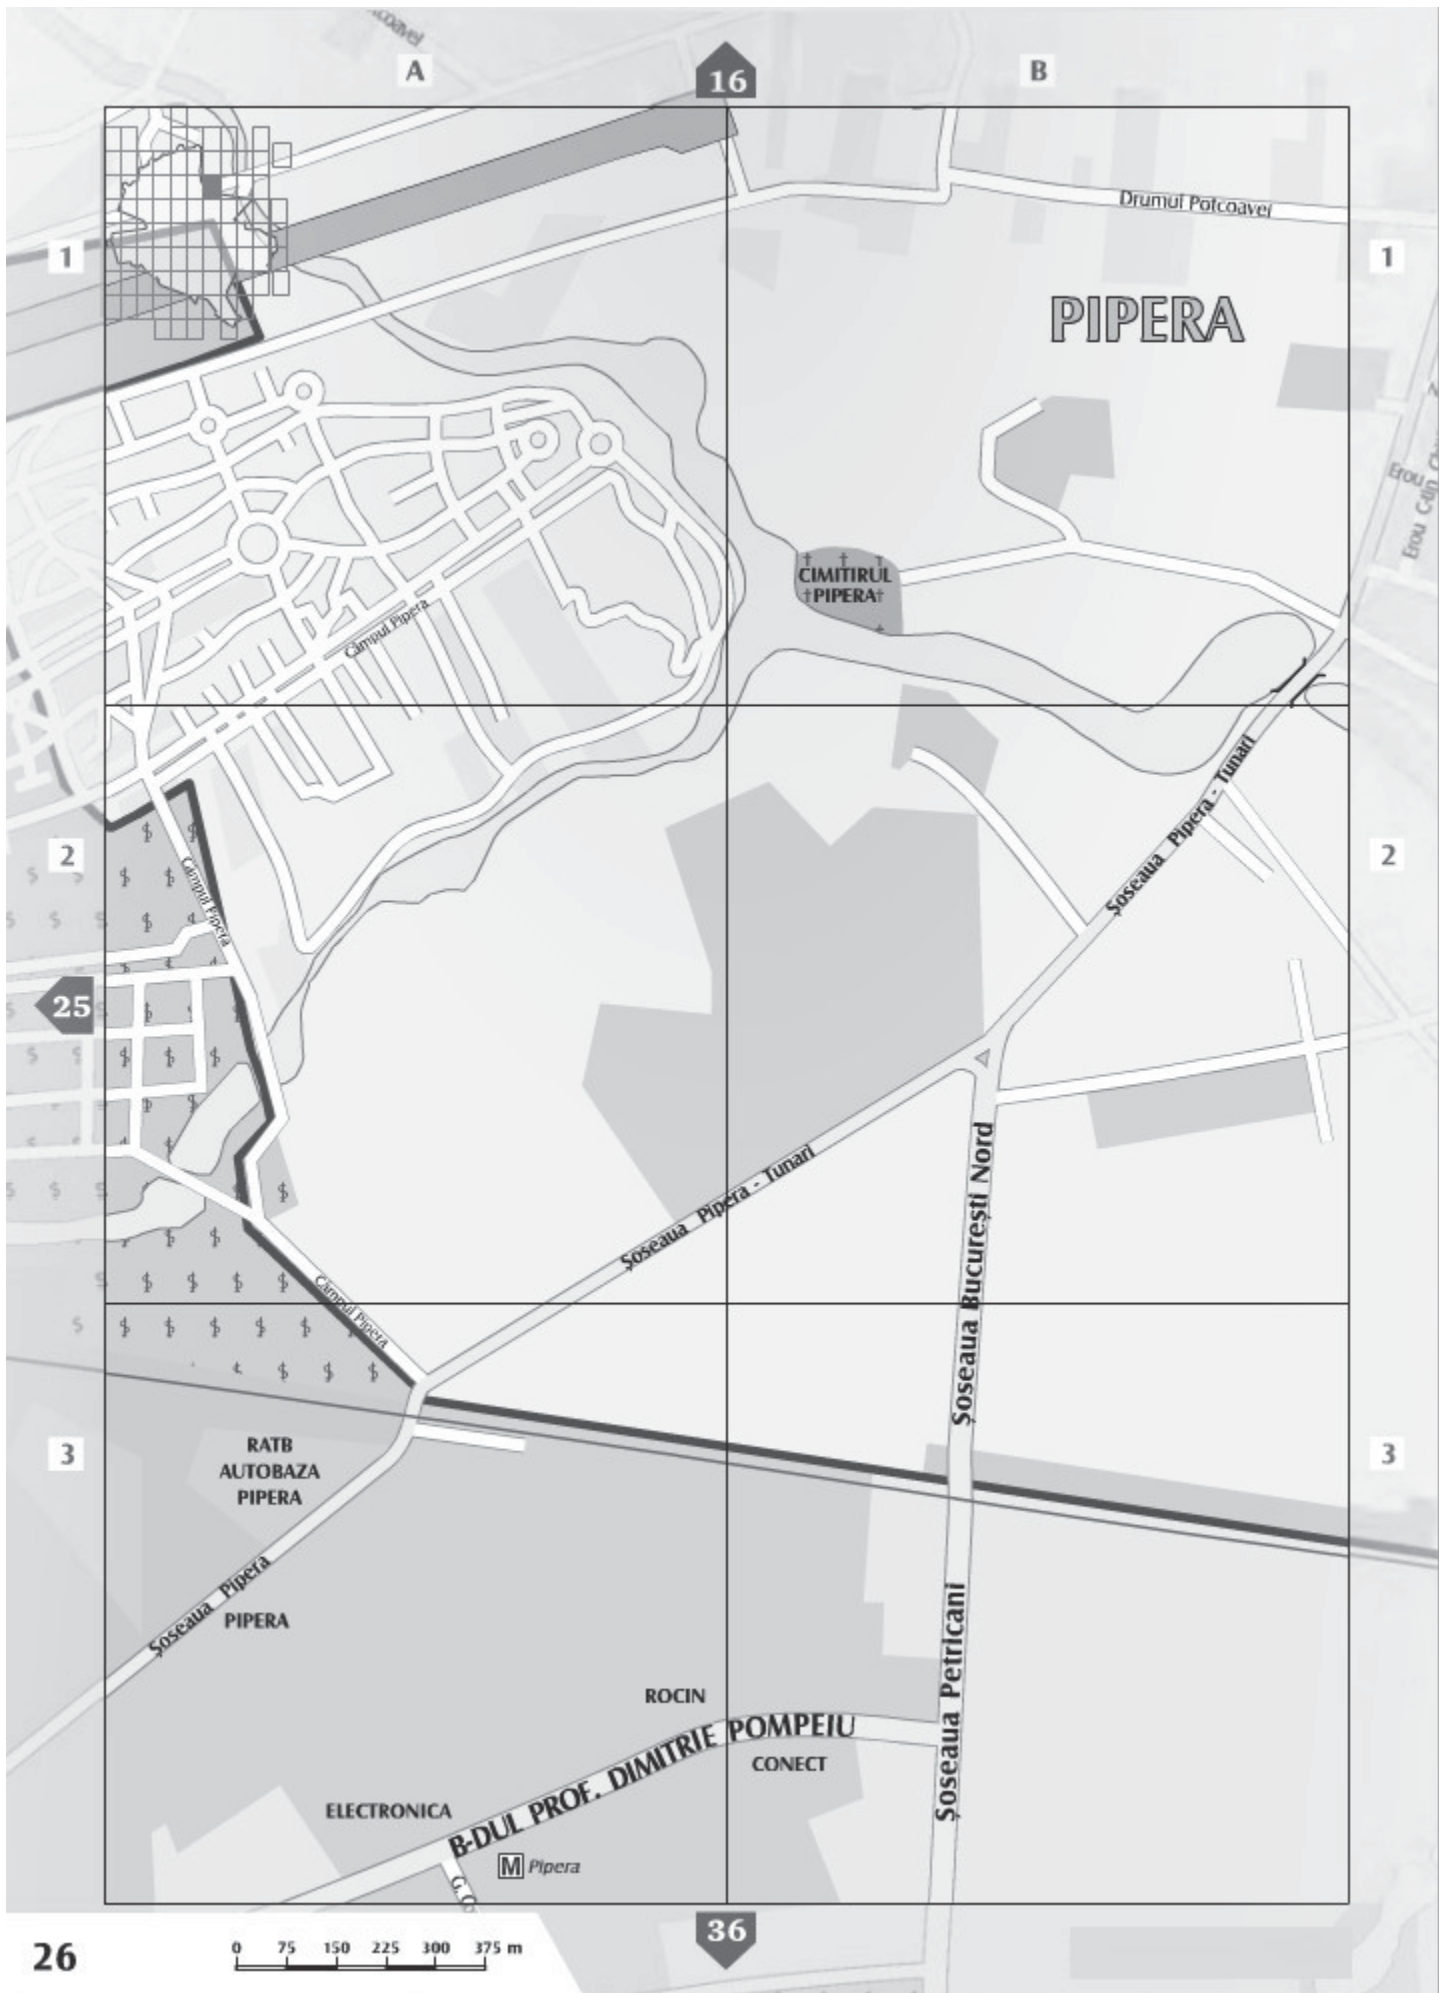 A
16
B
Drumul Potcoavei
1
1
PIPERA
Erou
CIMITIRUL
PIPERA
Câmpul Pipera
Șoseaua Pipera - Tunari
2
2
Câmpul Pipera
25
Șoseaua București Nord
Șoseaua Pipera - Tunari
Câmpul Pipera
3
3
RATB
AUTOBAZA
PIPERA
Șoseaua Pipera
PIPERA
Șoseaua Petricani
ROCIN
B-DUL PROF. DIMITRIE POMPEIU
CONECT
ELECTRONICA
M Pipera
G.
26
0 75 150 225 300 375 m
36